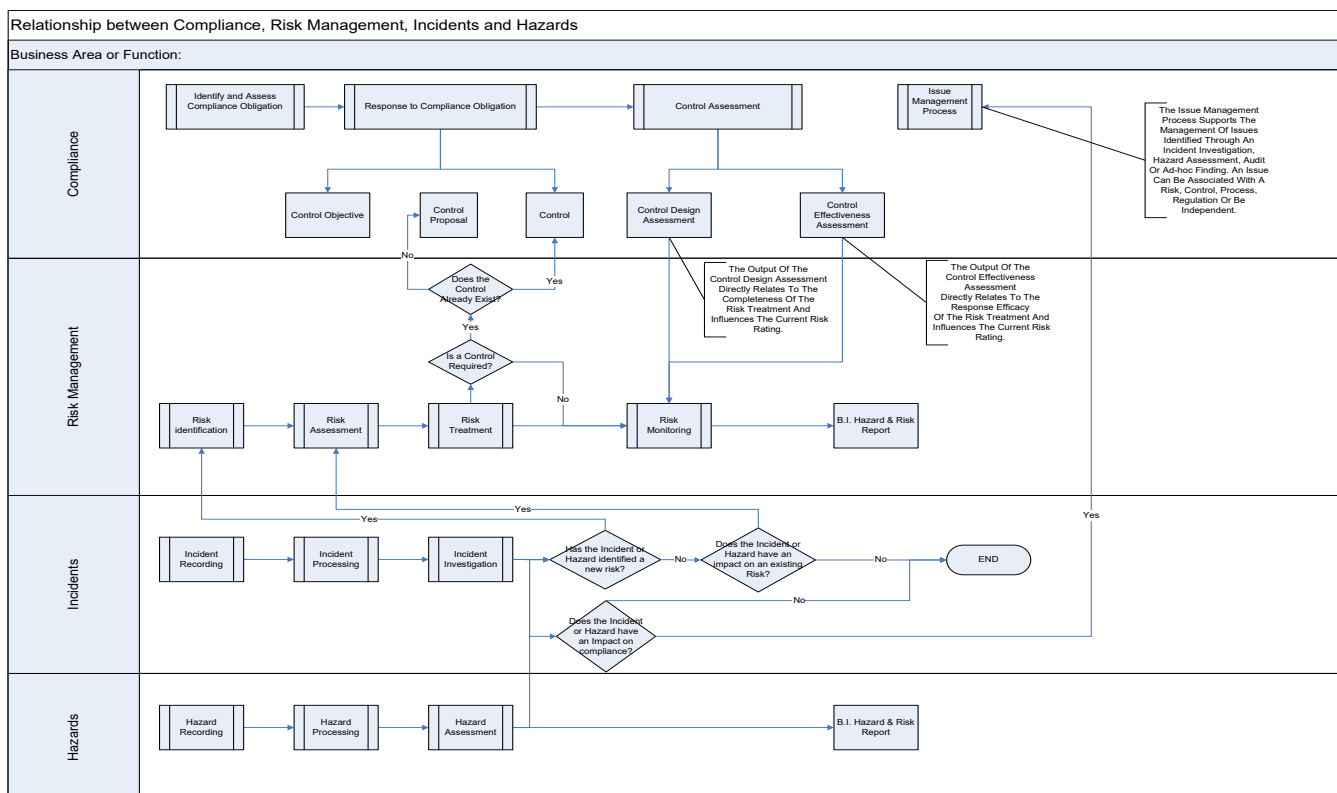 Relationship between Compliance, Risk Management, Incidents and Hazards
Business Area or Function:
Compliance
Identify and Assess
Compliance Obligation
Response to Compliance Obligation
Control Assessment
Issue
Management
Process
The Issue Management
Process Supports The
Management Of Issues
Identified Through An
Incident Investigation,
Hazard Assessment, Audit
Or Ad-hoc Finding. An Issue
Can Be Associated With A
Risk, Control, Process,
Regulation Or Be
Independent.
Control Objective
Control
Proposal
Control
Control Design
Assessment
Control
Effectiveness
Assessment
No
Yes
Risk Management
Does the
Control
Already Exist?
The Output Of The
Control Design Assessment
Directly Relates To The
Completeness Of The
Risk Treatment And
Influences The Current Risk
Rating.
The Output Of The
Control Effectiveness
Assessment
Directly Relates To The
Response Efficacy
Of The Risk Treatment And
Influences The Current Risk
Rating.
Yes
Is a Control
Required?
No
Risk
identification
Risk
Assessment
Risk
Treatment
Risk
Monitoring
B.I. Hazard & Risk
Report
Incidents
Yes
Yes
Yes
Incident
Recording
Incident
Processing
Incident
Investigation
Has the Incident or
Hazard identified a
new risk?
No
Does the Incident or
Hazard have an
impact on an existing
Risk?
No
END
No
Does the Incident
or Hazard have
an Impact on
compliance?
Hazards
Hazard
Recording
Hazard
Processing
Hazard
Assessment
B.I. Hazard & Risk
Report